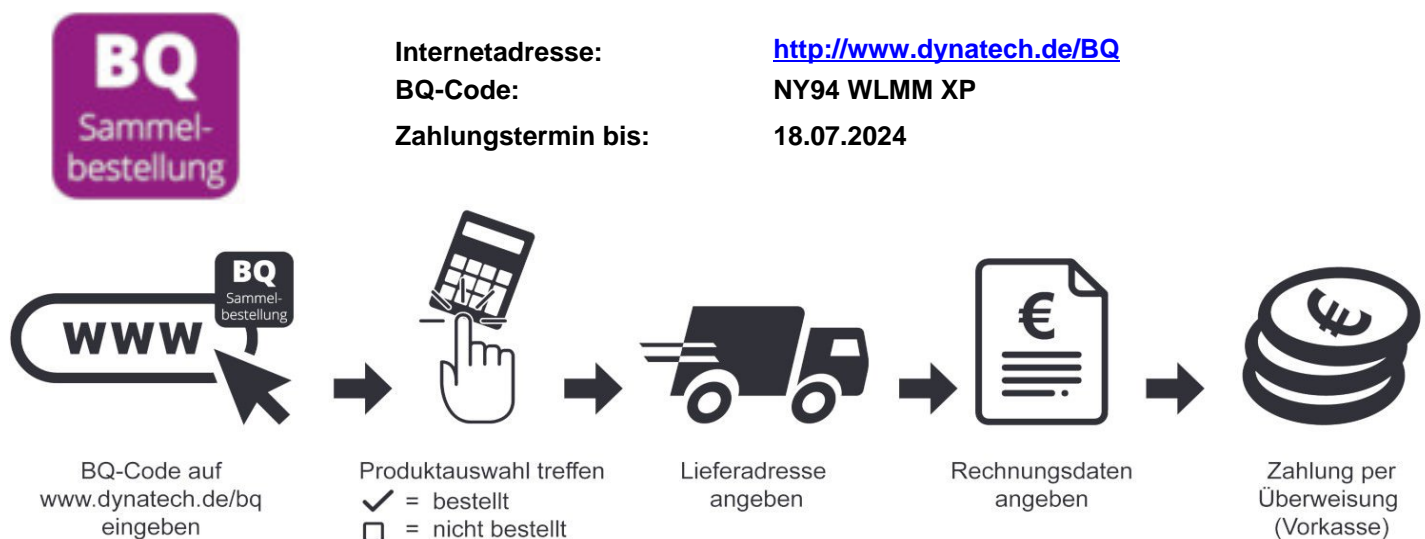 BQ
Sammel-
bestellung
Internetadresse: http://www.dynatech.de/BQ
BQ-Code: NY94 WLMM XP
Zahlungstermin bis: 18.07.2024
BQ
Sammel-
bestellung
WWW
€
€
BQ-Code auf
www.dynatech.de/bq
eingeben
Produktauswahl treffen
✓ = bestellt
☐ = nicht bestellt
Lieferadresse
angeben
Rechnungsdaten
angeben
Zahlung per
Überweisung
(Vorkasse)